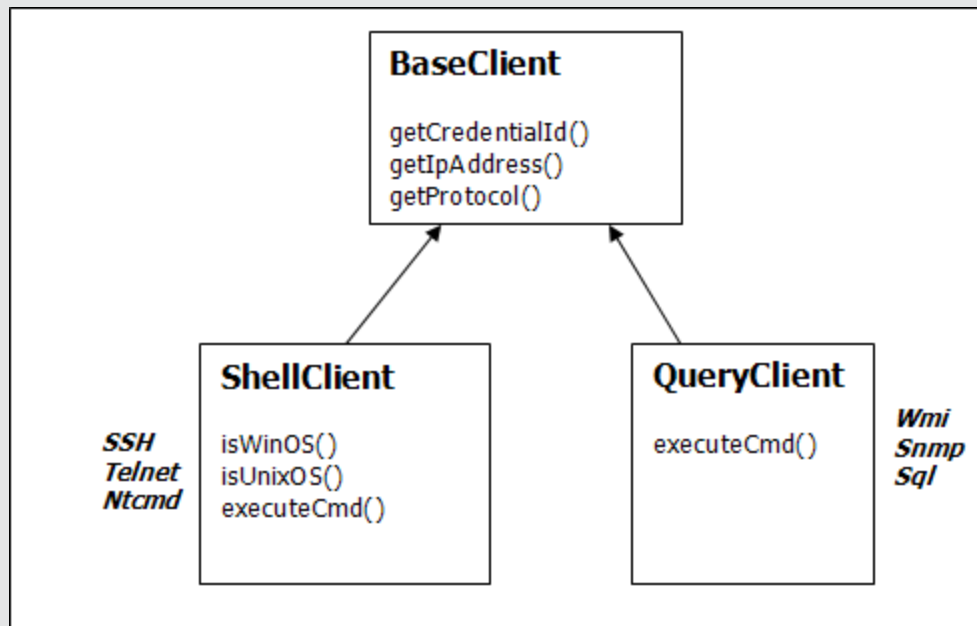 BaseClient
getCredentialId()
getIpAddress()
getProtocol()
ShellClient
isWinOS()
isUnixOS()
executeCmd()
SSH
Telnet
Ntcmd
QueryClient
executeCmd()
Wmi
Snmp
Sql